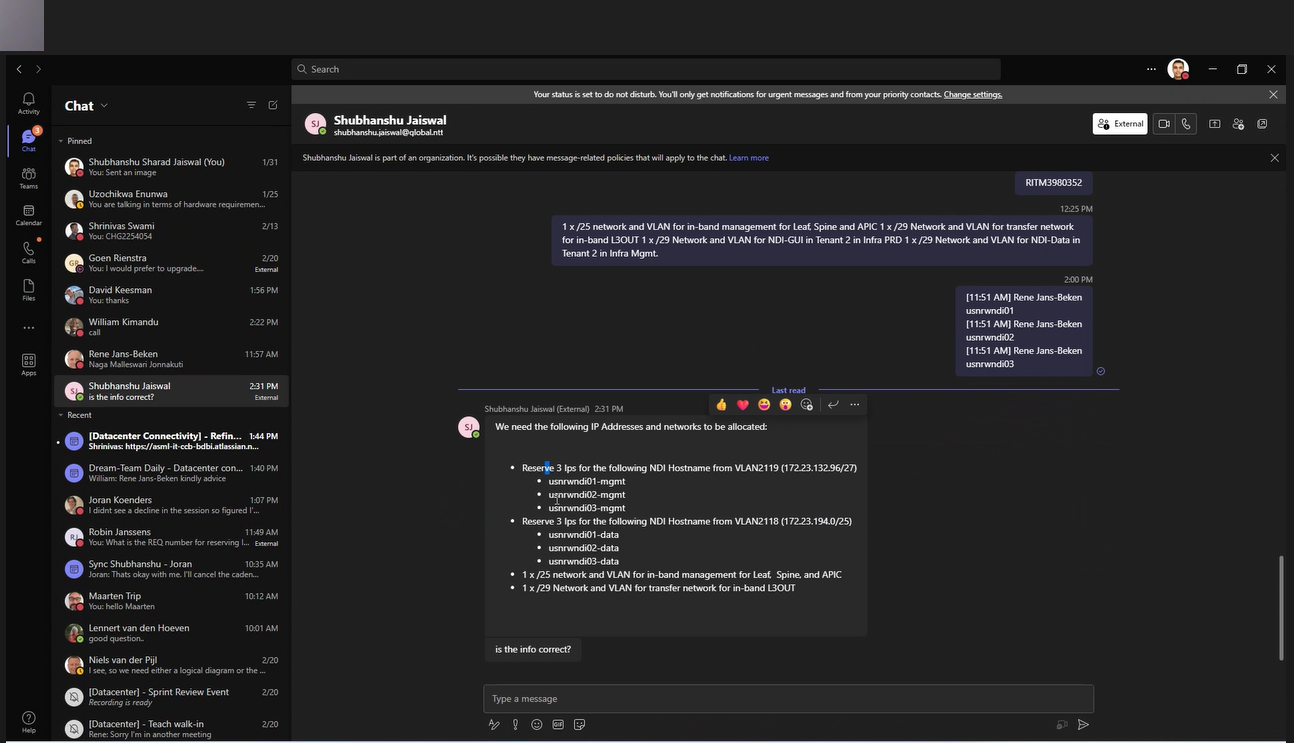 Search
Your status is set to do not disturb. You'll only get notifications for urgent messages and from your priority contacts. Change settings.
Activity
3
Chat
Teams
Calendar
Calls
Files
Apps
Help
Chat
Pinned
Shubhanshu Sharad Jaiswal (You) 1/31
You: Sent an image
Uzochikwa Enunwa 1/25
You are talking in terms of hardware requiremen...
Shrinivas Swami 2/13
You: CHG2254054
GR
Goen Rienstra 2/20
You: I would prefer to upgrade.... External
David Keesman 1:56 PM
You: thanks
William Kimandu 2:22 PM
call
Rene Jans-Beken 11:57 AM
Naga Malleswari Jonnakuti
SJ
Shubhanshu Jaiswal 2:31 PM
is the info correct? External
Recent
[Datacenter Connectivity] - Refin... 1:44 PM
Shrinivas: https://asml-it-ccb-bdbi.atlassian.n...
Dream-Team Daily - Datacenter con... 1:40 PM
William: Rene Jans-Beken kindly advice
Joran Koenders 1:07 PM
I didnt see a decline in the session so figured I'...
RJ
Robin Janssens 11:49 AM
You: What is the REQ number for reserving I... External
Sync Shubhanshu - Joran 10:35 AM
Joran: Thats okay with me. I'll cancel the caden...
Maarten Trip 10:12 AM
You: hello Maarten
Lennert van den Hoeven 10:01 AM
good question..
Niels van der Pijl 2/20
I see, so we need either a logical diagram or the ...
[Datacenter] - Sprint Review Event 2/20
Recording is ready
[Datacenter] - Teach walk-in 2/20
Rene: Sorry I'm in another meeting
SJ
Shubhanshu Jaiswal
shubhanshu.jaiswal@global.ntt
External
Shubhanshu Jaiswal is part of an organization. It's possible they have message-related policies that will apply to the chat. Learn more
RITM3980352
12:25 PM
1 x /25 network and VLAN for in-band management for Leaf, Spine and APIC 1 x /29 Network and VLAN for transfer network
for in-band L3OUT 1 x /29 Network and VLAN for NDI-GUI in Tenant 2 in Infra PRD 1 x /29 Network and VLAN for NDI-Data in
Tenant 2 in Infra Mgmt.
2:00 PM
[11:51 AM] Rene Jans-Beken
usnrwndi01
[11:51 AM] Rene Jans-Beken
usnrwndi02
[11:51 AM] Rene Jans-Beken
usnrwndi03
Last read
Shubhanshu Jaiswal (External) 2:31 PM
SJ
We need the following IP Addresses and networks to be allocated:
• Reserve 3 Ips for the following NDI Hostname from VLAN2119 (172.23.132.96/27)
• usnrwndi01-mgmt
• usnrwndi02-mgmt
• usnrwndi03-mgmt
• Reserve 3 Ips for the following NDI Hostname from VLAN2118 (172.23.194.0/25)
• usnrwndi01-data
• usnrwndi02-data
• usnrwndi03-data
• 1 x /25 network and VLAN for in-band management for Leaf, Spine, and APIC
• 1 x /29 Network and VLAN for transfer network for in-band L3OUT
is the info correct?
Type a message
GIF